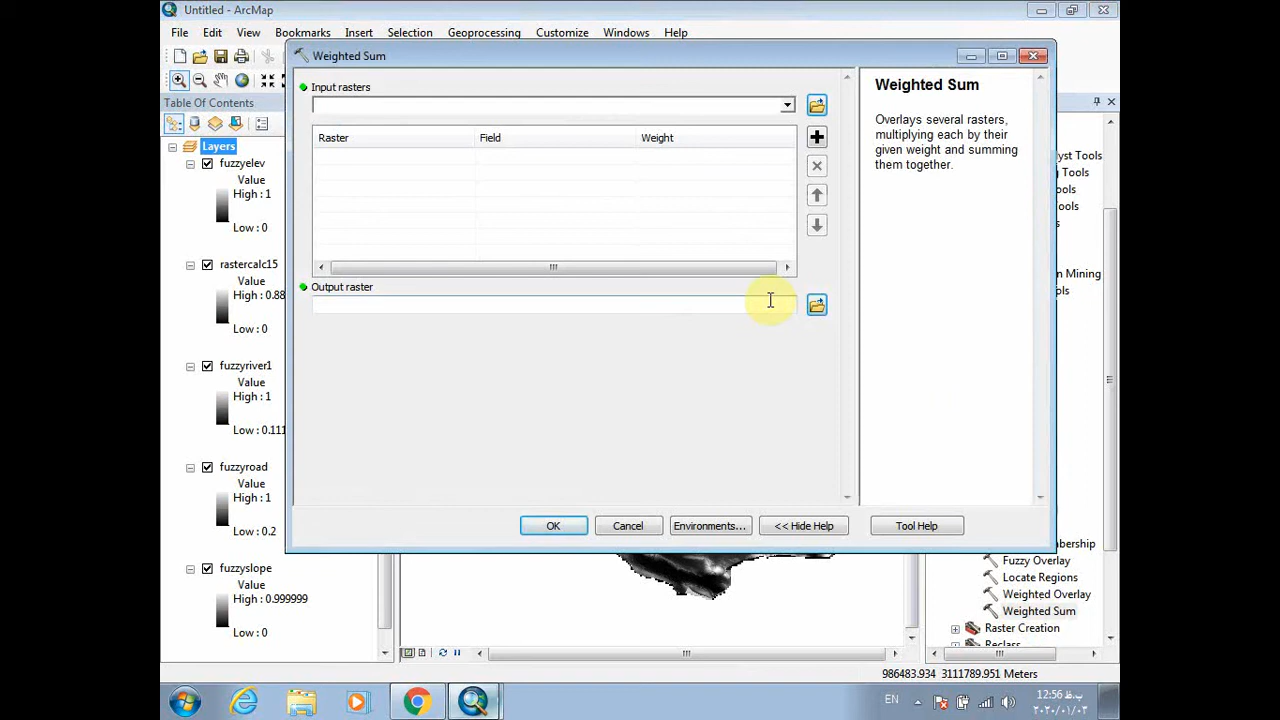 Untitled - ArcMap
File Edit View Bookmarks Insert Selection Geoprocessing Customize Windows Help
Weighted Sum
Table Of Contents
Layers
fuzzyelev
Value
High : 1
Low : 0
rastercalc15
Value
High : 0.88
Low : 0
fuzzyriver1
Value
High : 1
Low : 0.111
fuzzyroad
Value
High : 1
Low : 0.2
fuzzyslope
Value
High : 0.999999
Low : 0
Input rasters
Raster Field Weight
Output raster
OK Cancel Environments... << Hide Help Tool Help
Weighted Sum
Overlays several rasters,
multiplying each by their
given weight and summing
them together.
yst Tools
Tools
ools
ols
n Mining
ols
bership
Fuzzy Overlay
Locate Regions
Weighted Overlay
Weighted Sum
Raster Creation
Reclass
986483.934 3111789.951 Meters
EN
12:56 ب.ظ
۲۰۲۰/۰۱/۰۳